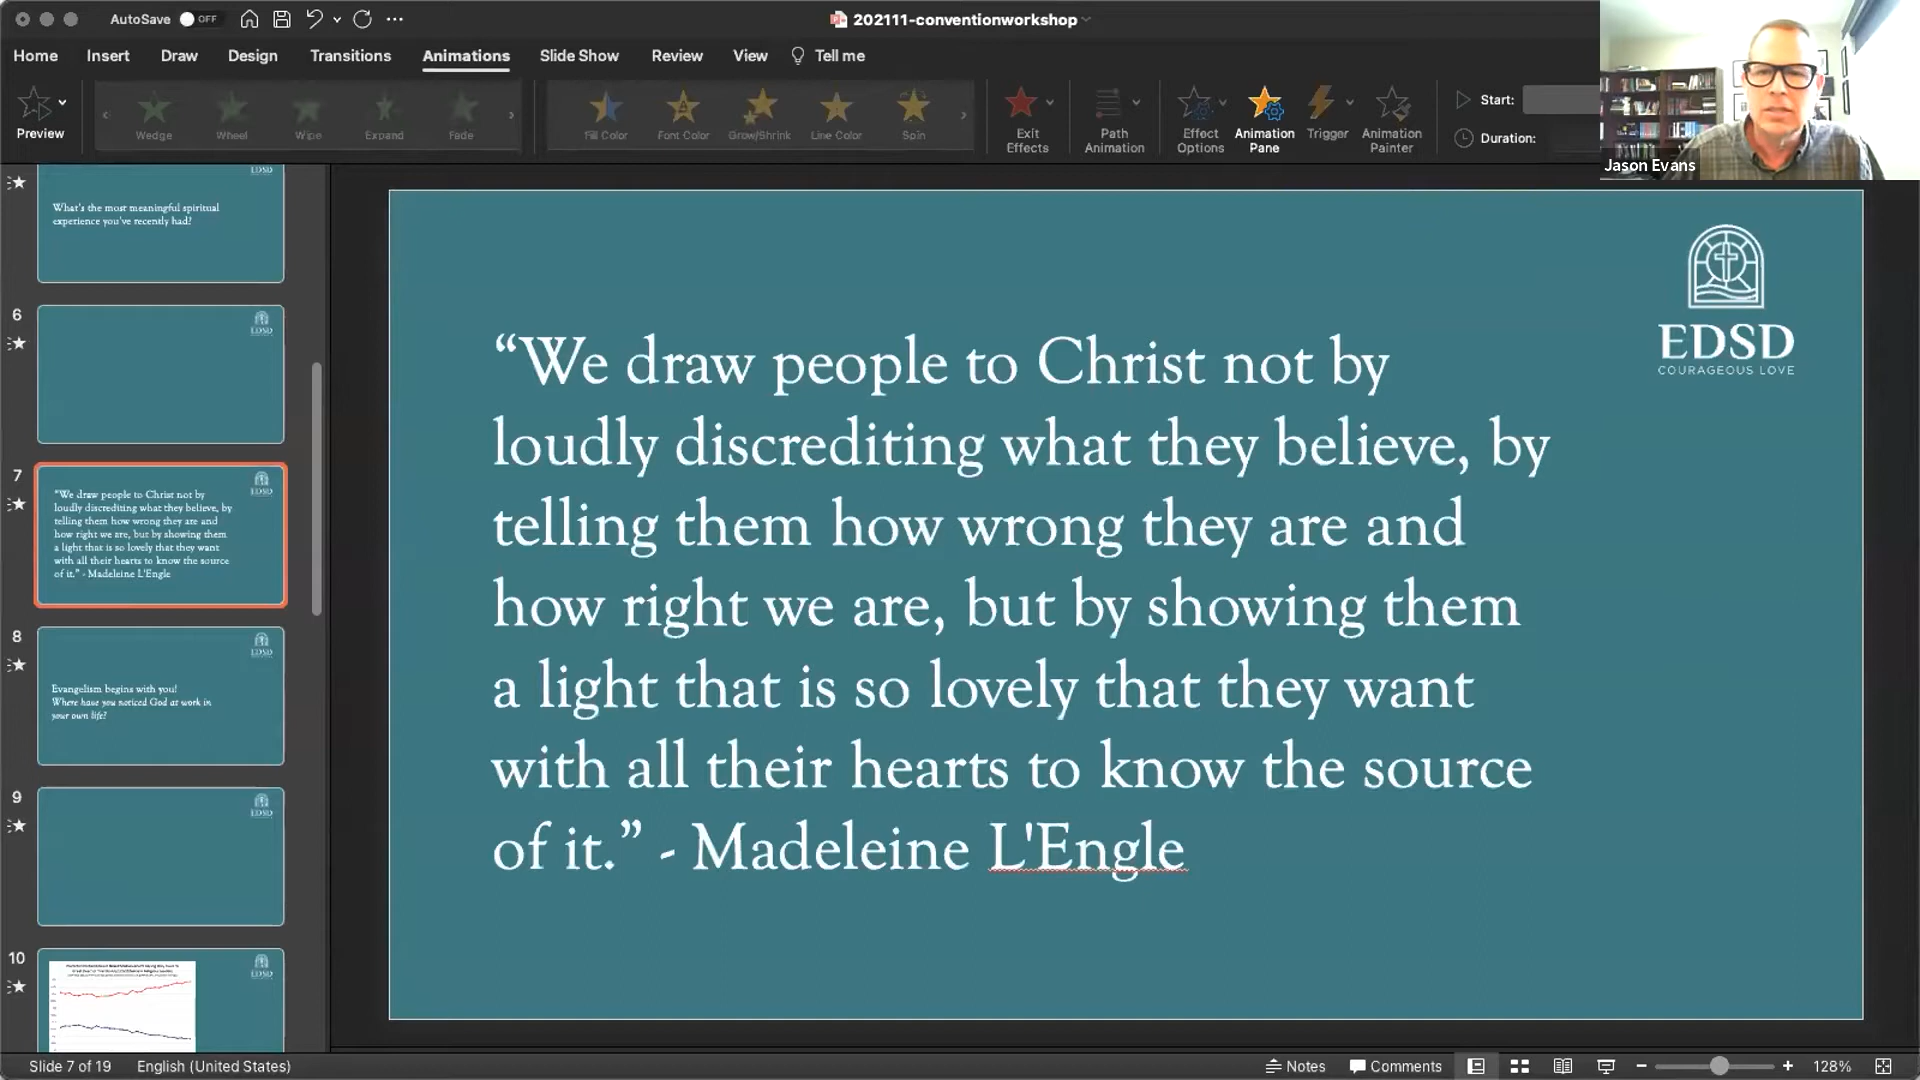 AutoSave OFF
202111-conventionworkshop
Home Insert Draw Design Transitions Animations Slide Show Review View Tell me
Preview
Wedge Wheel Wipe Expand Fade
Fill Color Font Color Grow/Shrink Line Color Spin
Exit Effects
Path Animation
Effect Options
Animation Pane
Trigger
Animation Painter
Start:
Duration:
Jason Evans
EDSD
What's the most meaningful spiritual
experience you've recently had?
6
EDSD
7
EDSD
"We draw people to Christ not by
loudly discrediting what they believe, by
telling them how wrong they are and
how right we are, but by showing them
a light that is so lovely that they want
with all their hearts to know the source
of it." - Madeleine L'Engle
8
EDSD
Evangelism begins with you!
Where have you noticed God at work in
your own life?
9
EDSD
10
EDSD
EDSD
COURAGEOUS LOVE
“We draw people to Christ not by
loudly discrediting what they believe, by
telling them how wrong they are and
how right we are, but by showing them
a light that is so lovely that they want
with all their hearts to know the source
of it.” - Madeleine L'Engle
Slide 7 of 19 English (United States)
Notes Comments 128%